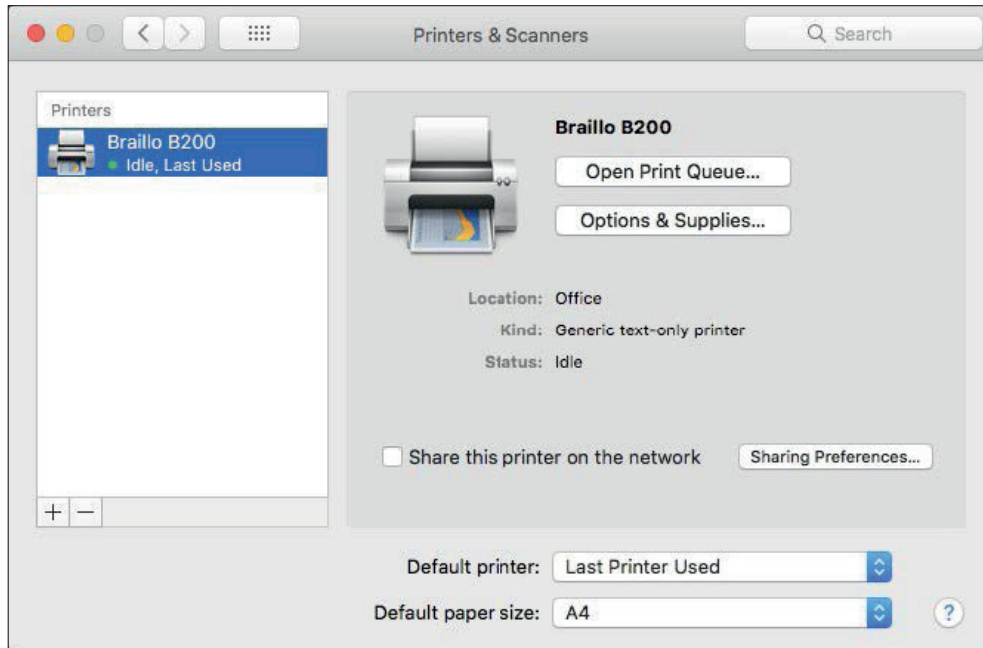 Printers & Scanners
Search
Printers
Braillo B200
Idle, Last Used
Braillo B200
Open Print Queue...
Options & Supplies...
Location: Office
Kind: Generic text-only printer
Status: Idle
Share this printer on the network
Sharing Preferences...
+ −
Default printer: Last Printer Used
Default paper size: A4
?